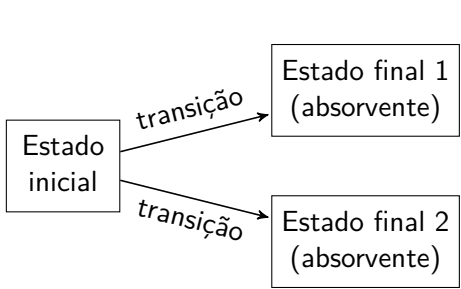 Estado
inicial
transição
transição
Estado final 1
(absorvente)
Estado final 2
(absorvente)